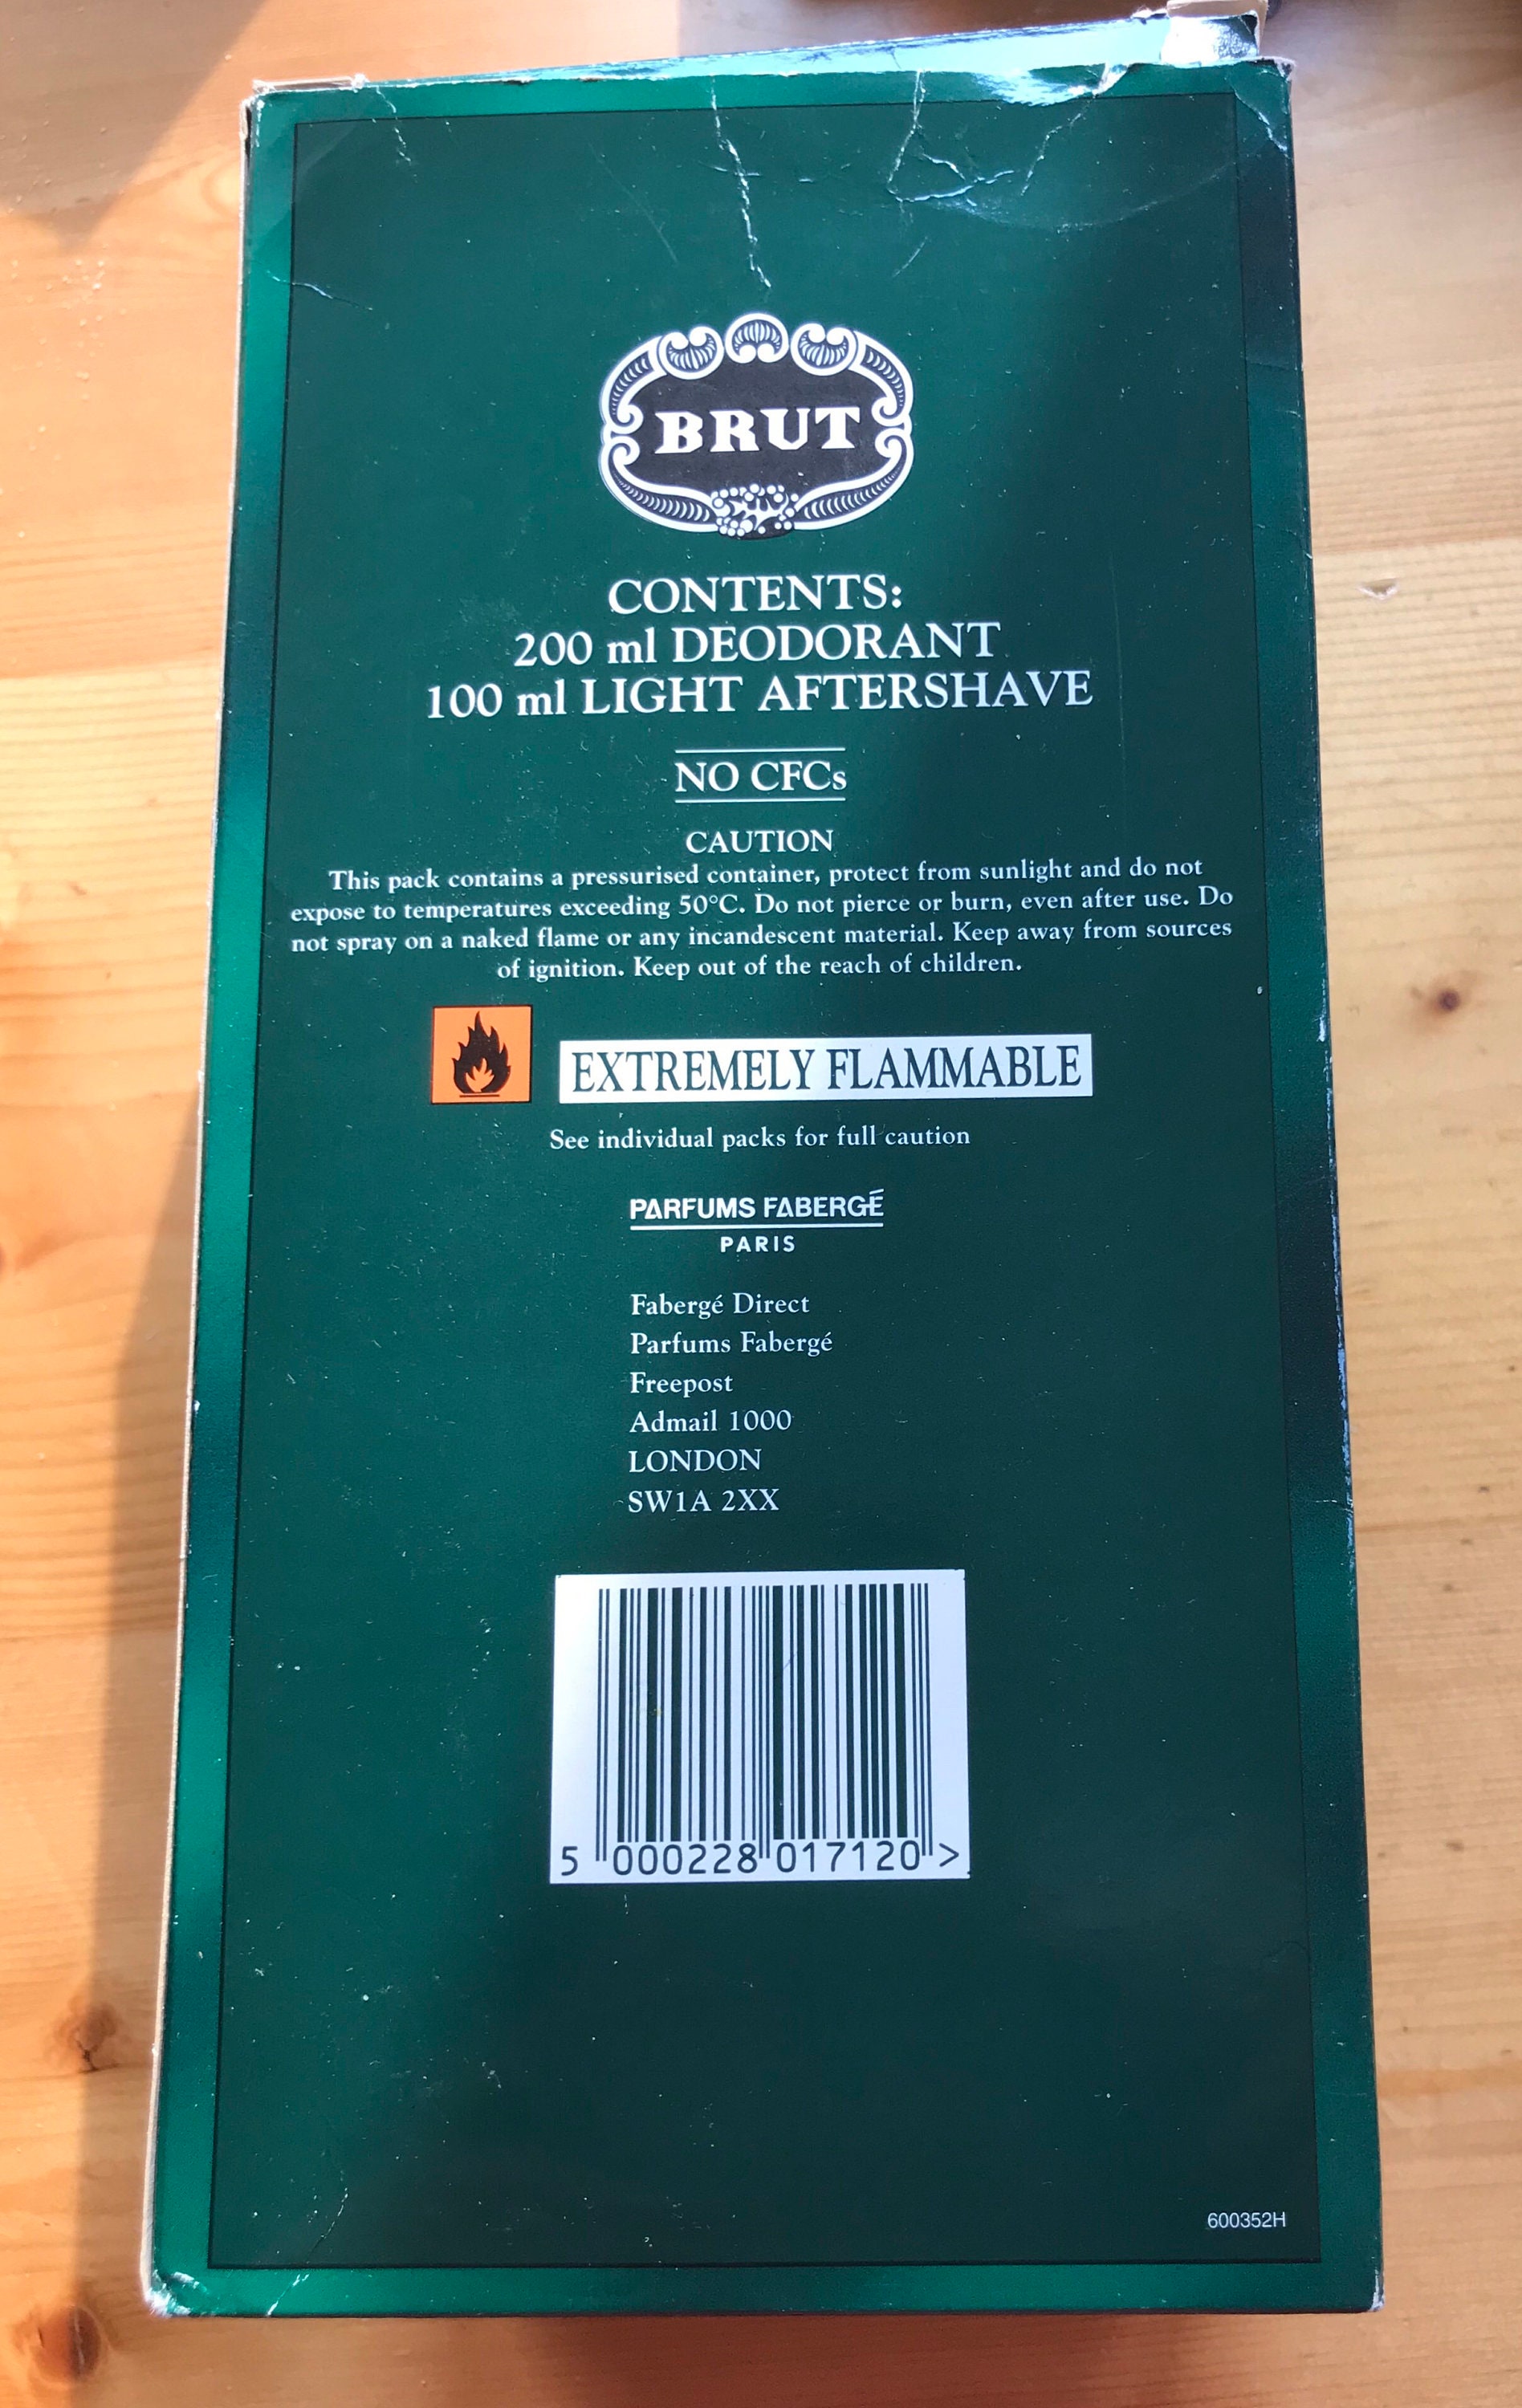 BRUT
CONTENTS:
200 ml DEODORANT
100 ml LIGHT AFTERSHAVE
NO CFCs
CAUTION
This pack contains a pressurised container, protect from sunlight and do not
expose to temperatures exceeding 50°C. Do not pierce or burn, even after use. Do
not spray on a naked flame or any incandescent material. Keep away from sources
of ignition. Keep out of the reach of children.
EXTREMELY FLAMMABLE
See individual packs for full caution
PARFUMS FABERGÉ
PARIS
Fabergé Direct
Parfums Fabergé
Freepost
Admail 1000
LONDON
SW1A 2XX
5 000228 017120 >
600352H